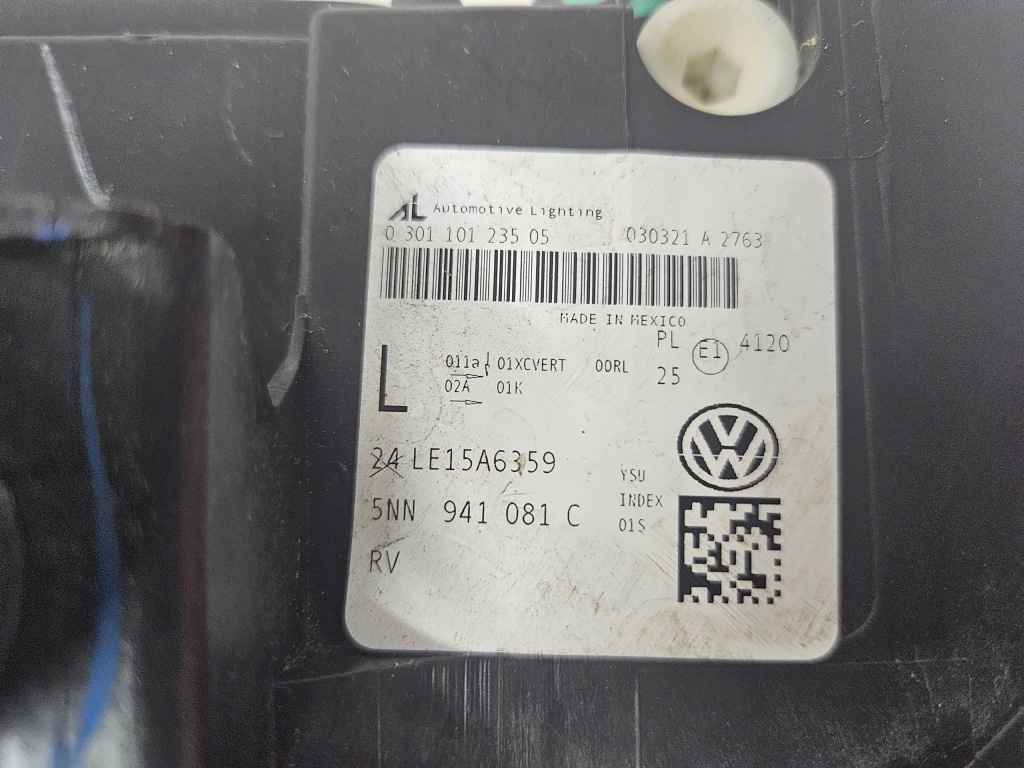 AL Automotive Lighting
0 301 101 235 05 030321 A 2763
MADE IN MEXICO
PL E1 4120
25
L 011a 01XCVERT 00RL
02A 01K
24 LE15A6359
YSU
INDEX
01S
5NN 941 081 C
RV